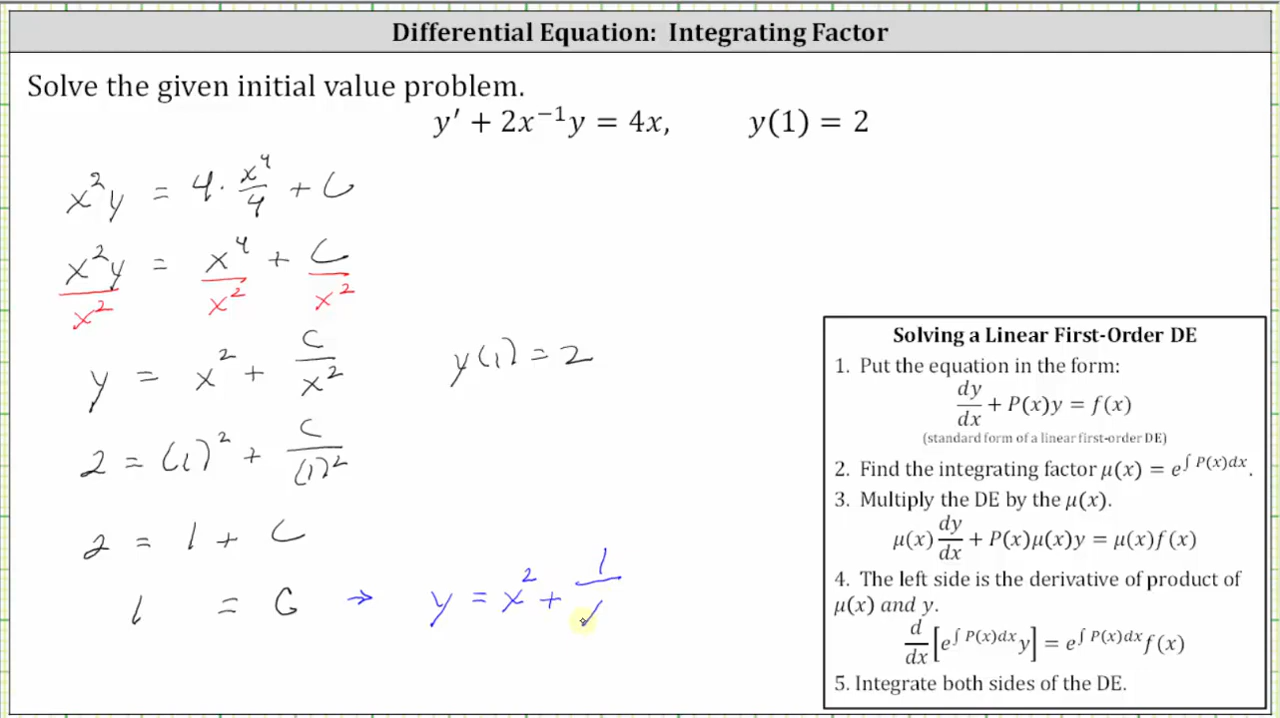 Differential Equation: Integrating Factor
Solve the given initial value problem.
y′ + 2x⁻¹y = 4x, y(1) = 2
x²y = 4 · x⁴/4 + C
x²y/x² = x⁴/x² + C/x²
y = x² + C/x² y(1) = 2
2 = (1)² + C/(1)²
2 = 1 + C
1 = C → y = x² + 1/
Solving a Linear First-Order DE
1. Put the equation in the form:
dy/dx + P(x)y = f(x)
(standard form of a linear first-order DE)
2. Find the integrating factor μ(x) = e^∫ P(x)dx.
3. Multiply the DE by the μ(x).
μ(x) dy/dx + P(x)μ(x)y = μ(x)f(x)
4. The left side is the derivative of product of
μ(x) and y.
d/dx [e^∫ P(x)dx y] = e^∫ P(x)dx f(x)
5. Integrate both sides of the DE.